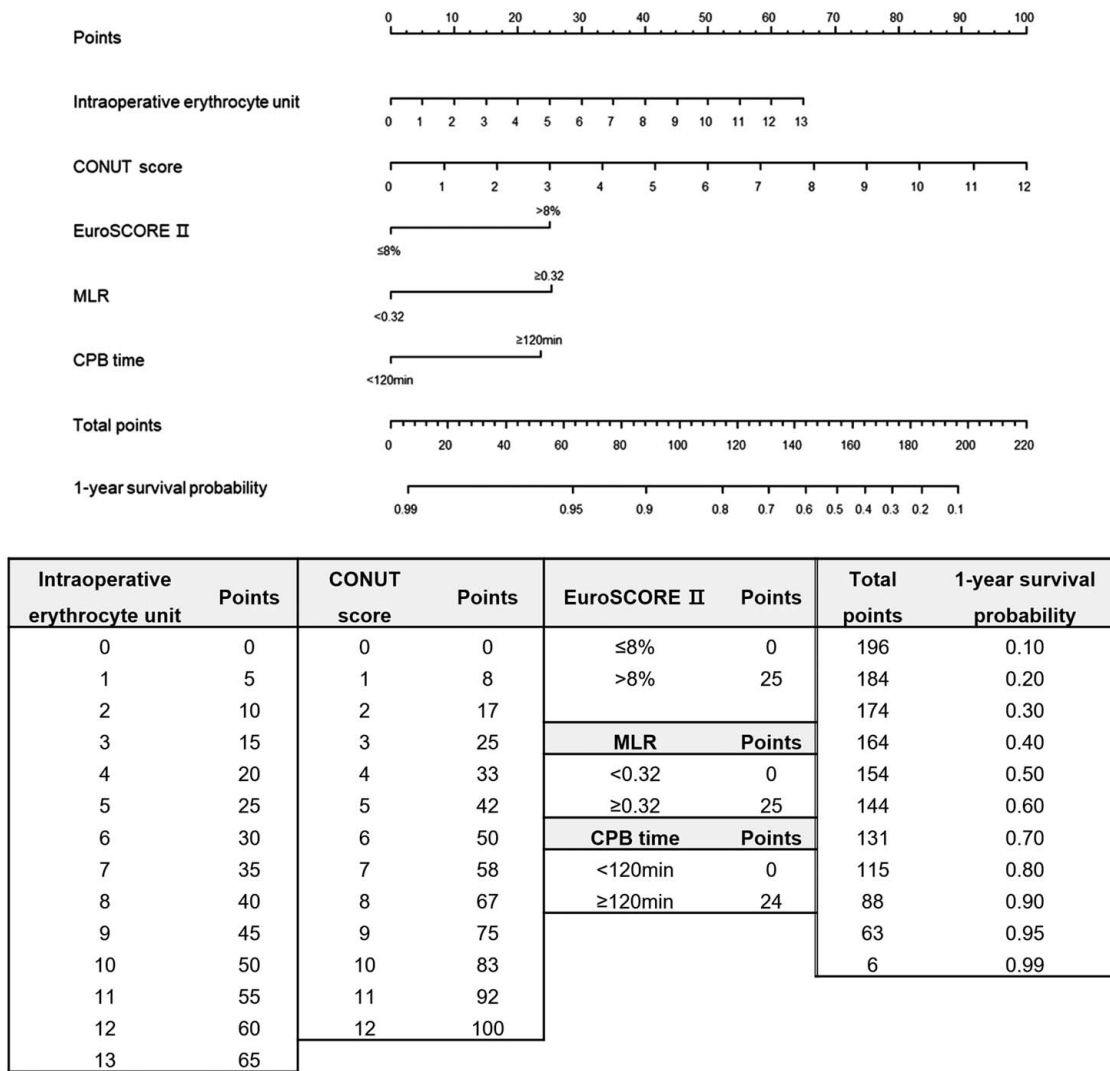 Points 0 10 20 30 40 50 60 70 80 90 100
Intraoperative erythrocyte unit
0 1 2 3 4 5 6 7 8 9 10 11 12 13
CONUT score
0 1 2 3 4 5 6 7 8 9 10 11 12
>8%
EuroSCORE II
≤8%
≥0.32
MLR
<0.32
≥120min
CPB time
<120min
Total points
0 20 40 60 80 100 120 140 160 180 200 220
1-year survival probability
0.99 0.95 0.9 0.8 0.7 0.6 0.5 0.4 0.3 0.2 0.1
Intraoperative erythrocyte unit Points CONUT score Points EuroSCORE II Points Total points 1-year survival probability
0 0 0 0 ≤8% 0 196 0.10
1 5 1 8 >8% 25 184 0.20
2 10 2 17 174 0.30
3 15 3 25 MLR Points 164 0.40
4 20 4 33 <0.32 0 154 0.50
5 25 5 42 ≥0.32 25 144 0.60
6 30 6 50 CPB time Points 131 0.70
7 35 7 58 <120min 0 115 0.80
8 40 8 67 ≥120min 24 88 0.90
9 45 9 75 63 0.95
10 50 10 83 6 0.99
11 55 11 92
12 60 12 100
13 65